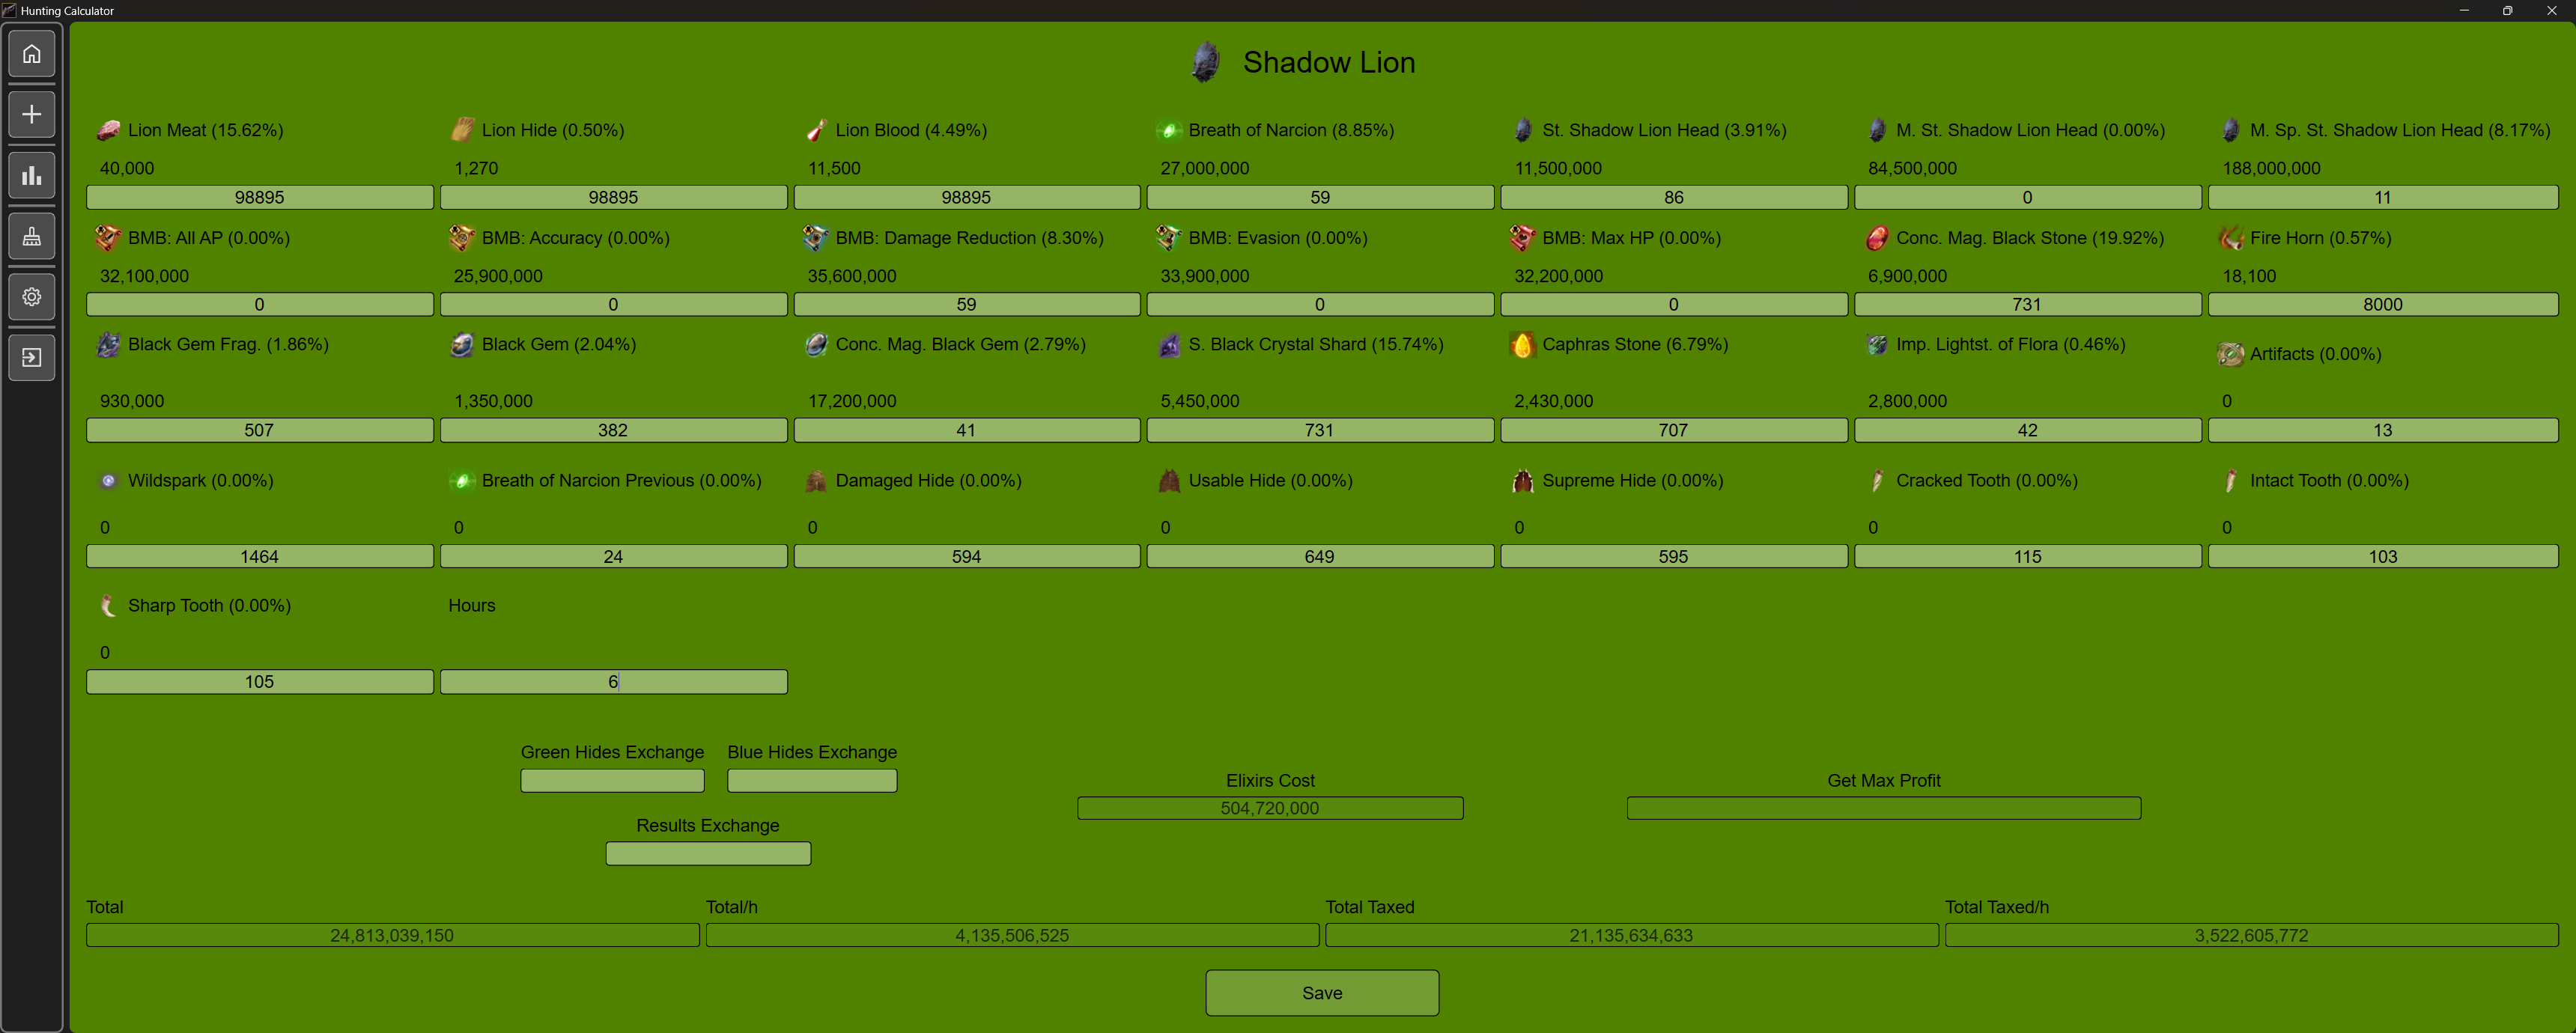 Hunting Calculator
Shadow Lion
Lion Meat (15.62%) Lion Hide (0.50%) Lion Blood (4.49%) Breath of Narcion (8.85%) St. Shadow Lion Head (3.91%) M. St. Shadow Lion Head (0.00%) M. Sp. St. Shadow Lion Head (8.17%)
40,000 1,270 11,500 27,000,000 11,500,000 84,500,000 188,000,000
98895 98895 98895 59 86 0 11
BMB: All AP (0.00%) BMB: Accuracy (0.00%) BMB: Damage Reduction (8.30%) BMB: Evasion (0.00%) BMB: Max HP (0.00%) Conc. Mag. Black Stone (19.92%) Fire Horn (0.57%)
32,100,000 25,900,000 35,600,000 33,900,000 32,200,000 6,900,000 18,100
0 0 59 0 0 731 8000
Black Gem Frag. (1.86%) Black Gem (2.04%) Conc. Mag. Black Gem (2.79%) S. Black Crystal Shard (15.74%) Caphras Stone (6.79%) Imp. Lightst. of Flora (0.46%) Artifacts (0.00%)
930,000 1,350,000 17,200,000 5,450,000 2,430,000 2,800,000 0
507 382 41 731 707 42 13
Wildspark (0.00%) Breath of Narcion Previous (0.00%) Damaged Hide (0.00%) Usable Hide (0.00%) Supreme Hide (0.00%) Cracked Tooth (0.00%) Intact Tooth (0.00%)
0 0 0 0 0 0 0
1464 24 594 649 595 115 103
Sharp Tooth (0.00%) Hours
0
105 6
Green Hides Exchange Blue Hides Exchange
Elixirs Cost Get Max Profit
504,720,000
Results Exchange
Total Total/h Total Taxed Total Taxed/h
24,813,039,150 4,135,506,525 21,135,634,633 3,522,605,772
Save